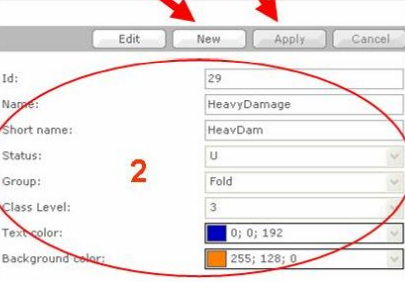 Edit New Apply Cancel
Id: 29
Name: HeavyDamage
Short name: HeavDam
Status: U
2
Group: Fold
Class Level: 3
Text color: 0; 0; 192
Background color: 255; 128; 0